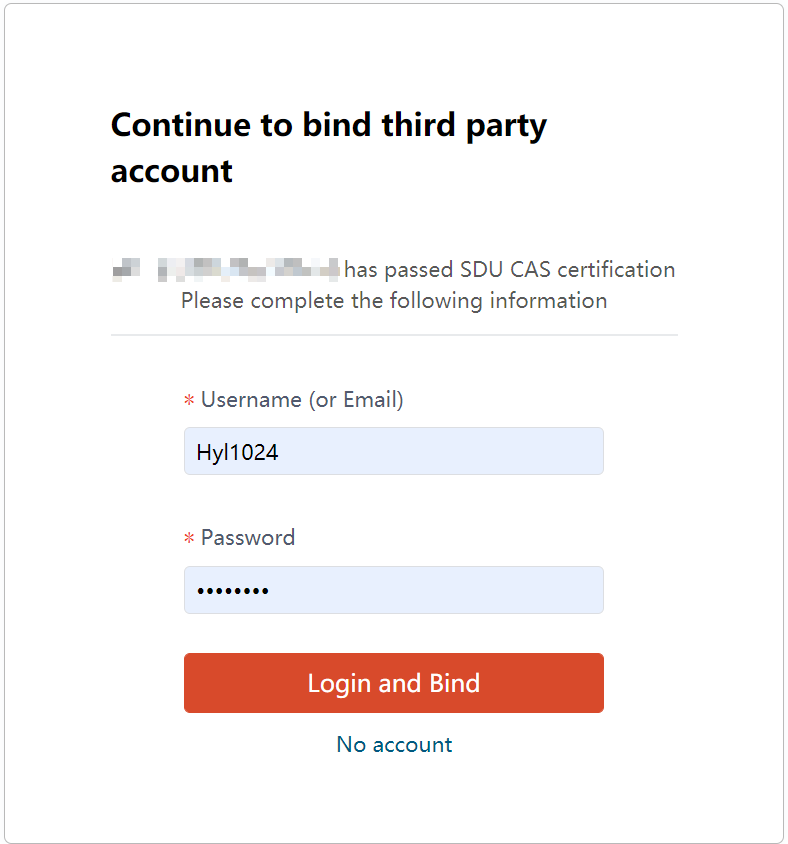 Continue to bind third party
account
has passed SDU CAS certification
Please complete the following information
* Username (or Email)
Hyl1024
* Password
••••••••
Login and Bind
No account